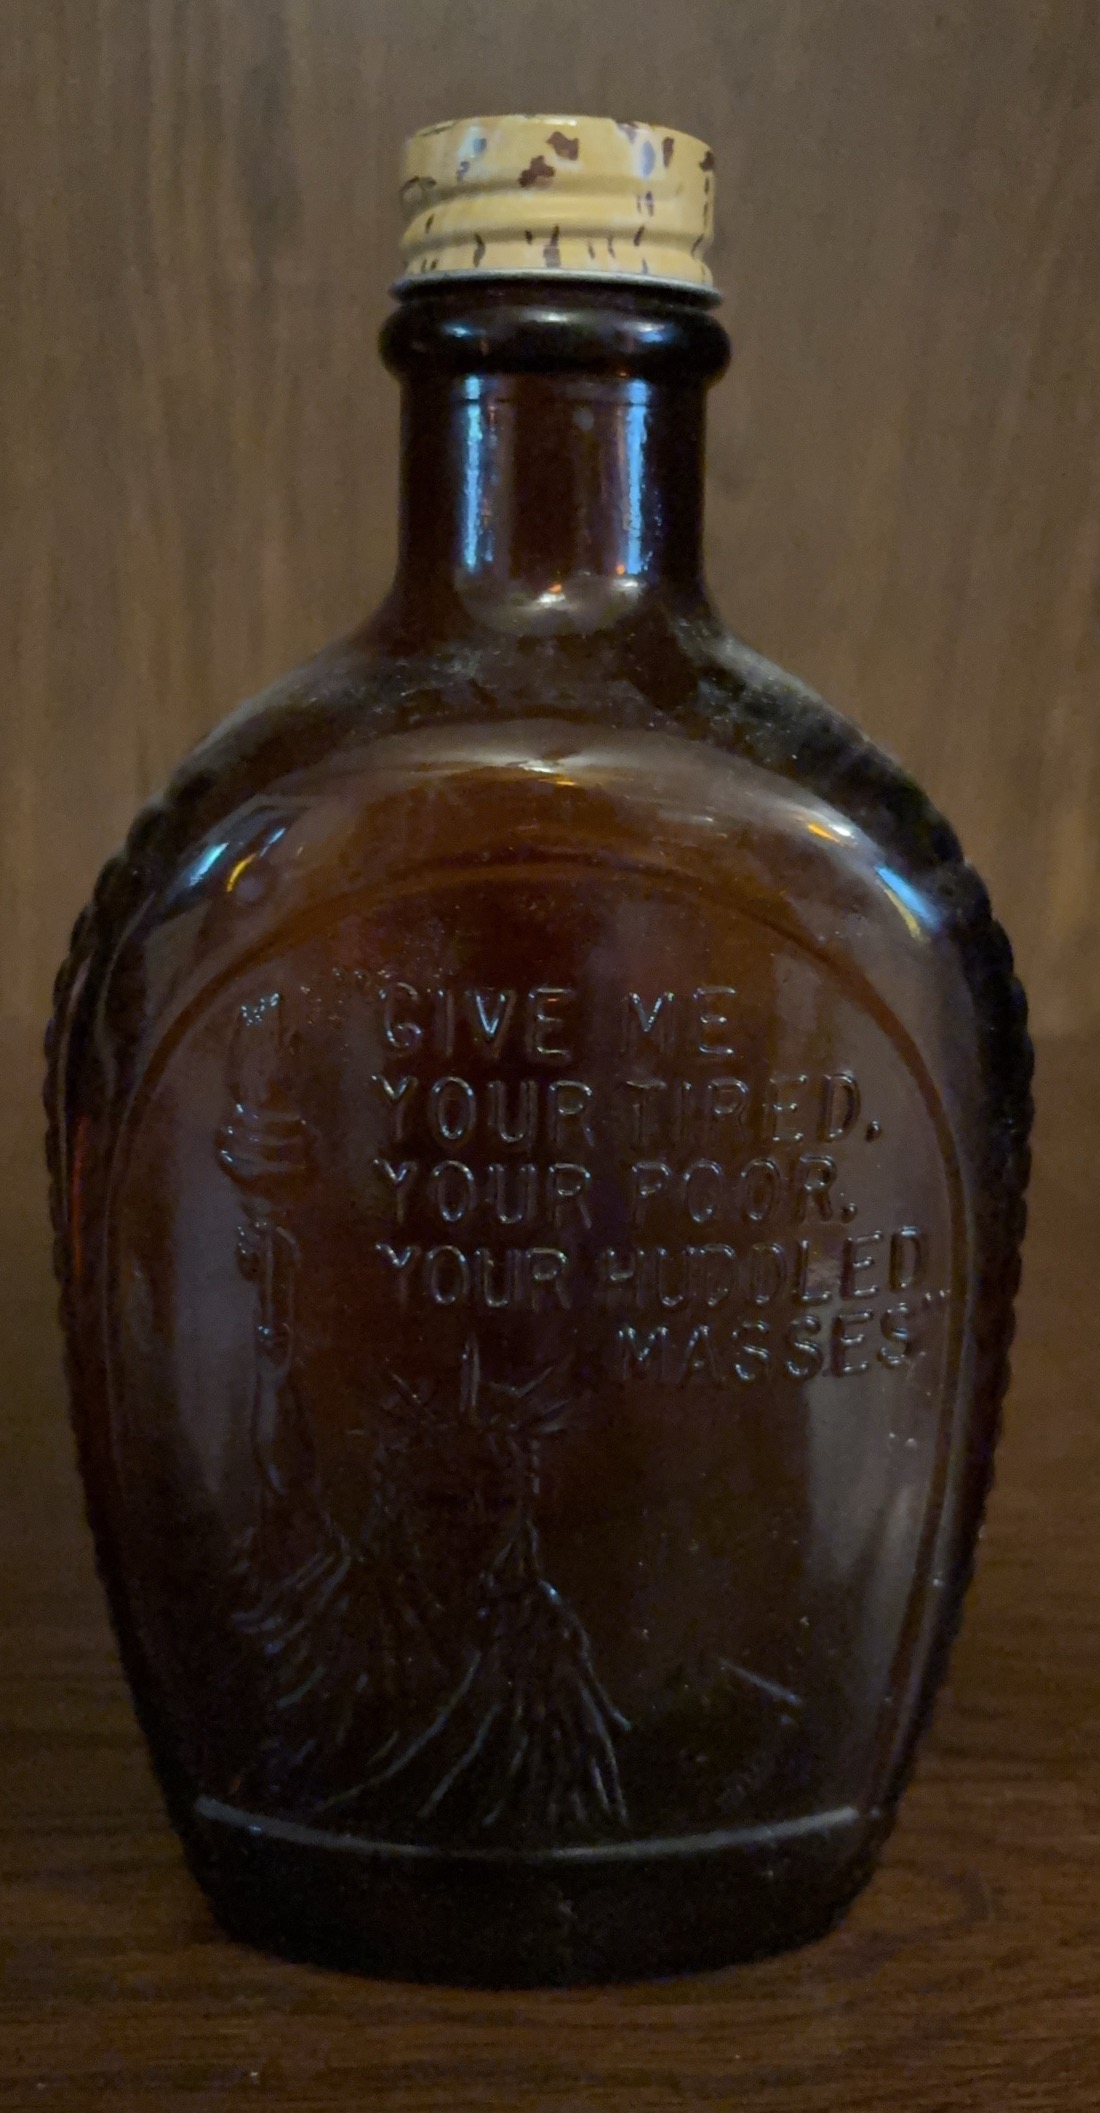 "GIVE ME
YOUR TIRED.
YOUR POOR.
YOUR HUDDLED
MASSES"